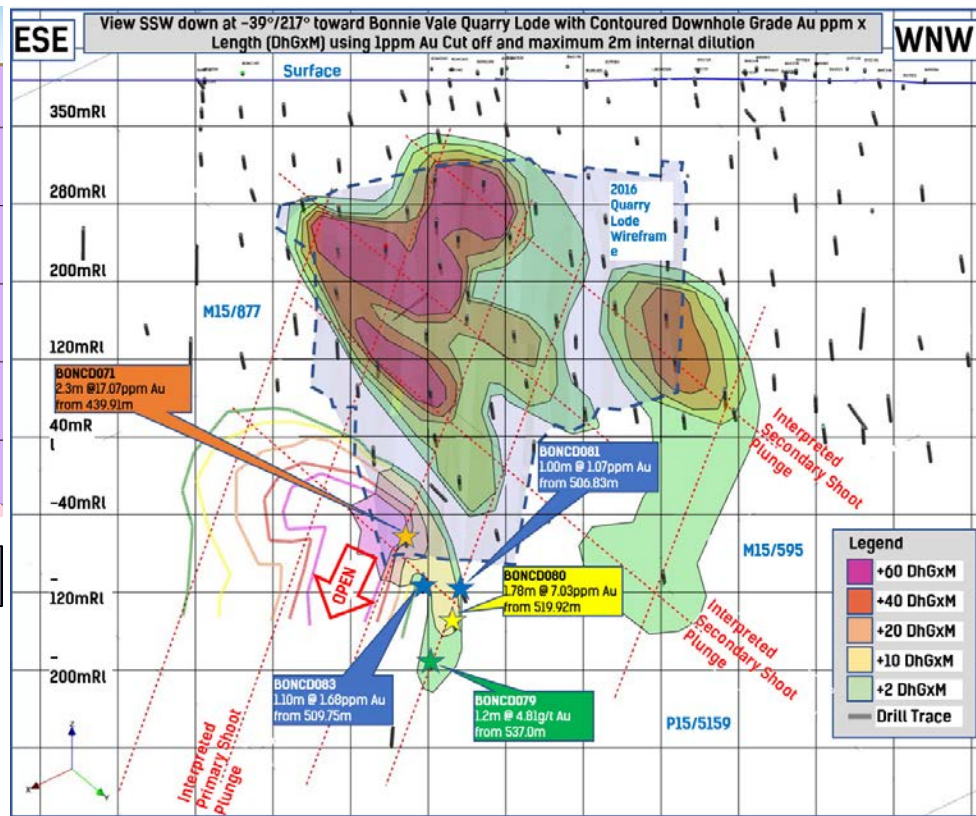 ESE
View SSW down at -39°/217° toward Bonnie Vale Quarry Lode with Contoured Downhole Grade Au ppm x
Length (DhGxM) using 1ppm Au Cut off and maximum 2m internal dilution
WNW
Surface
350mRl
280mRl
2016
Quarry
Lode
Wirefram
e
200mRl
M15/877
120mRl
BONCD071
2.3m @17.07ppm Au
from 439.91m
40mR
l
BONCD081
1.00m @ 1.07ppm Au
from 506.83m
Interpreted
Secondary Shoot
Plunge
-40mRl
M15/595
OPEN
BONCD080
1.78m @ 7.03ppm Au
from 519.92m
-
120mRl
Interpreted
Secondary Shoot
Plunge
-
200mRl
BONCD083
1.10m @ 1.68ppm Au
from 509.75m
BONCD079
1.2m @ 4.81g/t Au
from 537.0m
P15/5159
Interpreted
Primary Shoot
Plunge
Legend
+60 DhGxM
+40 DhGxM
+20 DhGxM
+10 DhGxM
+2 DhGxM
Drill Trace
Z
X
Y